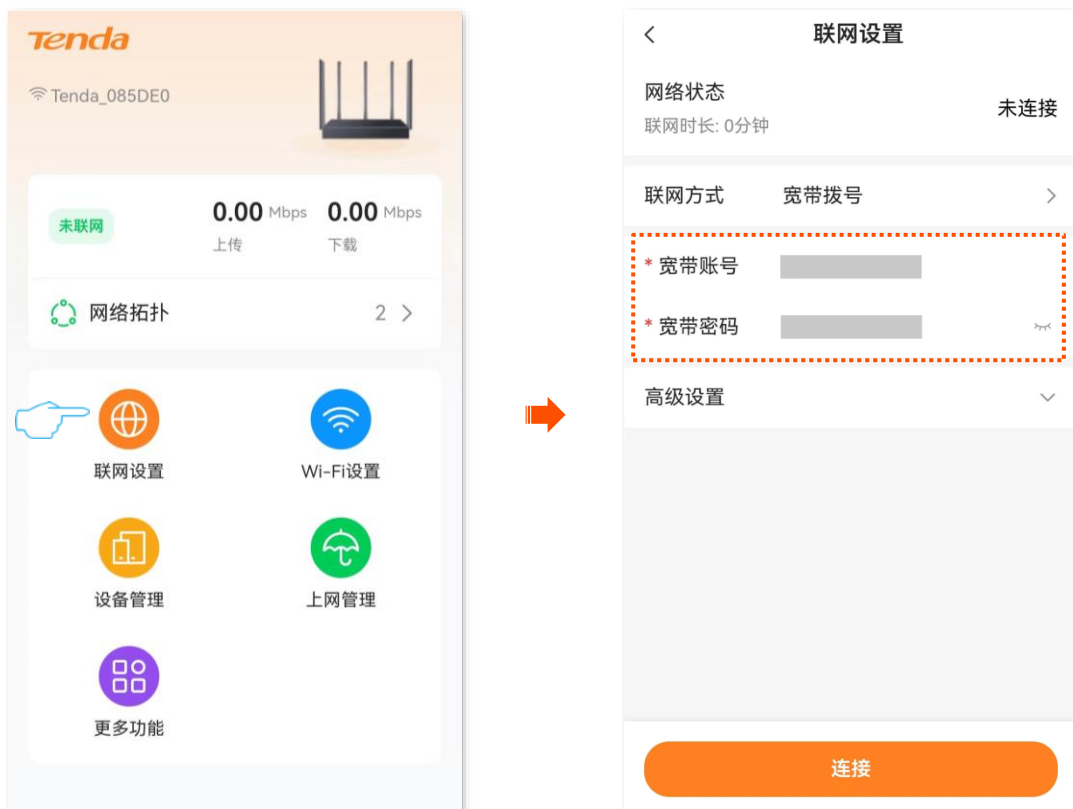 Tenda
Tenda_085DE0
未联网
0.00 Mbps 0.00 Mbps
上传 下载
网络拓扑 2
联网设置 Wi-Fi设置
设备管理 上网管理
更多功能
联网设置
网络状态
联网时长: 0分钟
未连接
联网方式 宽带拨号
* 宽带账号
* 宽带密码
高级设置
连接